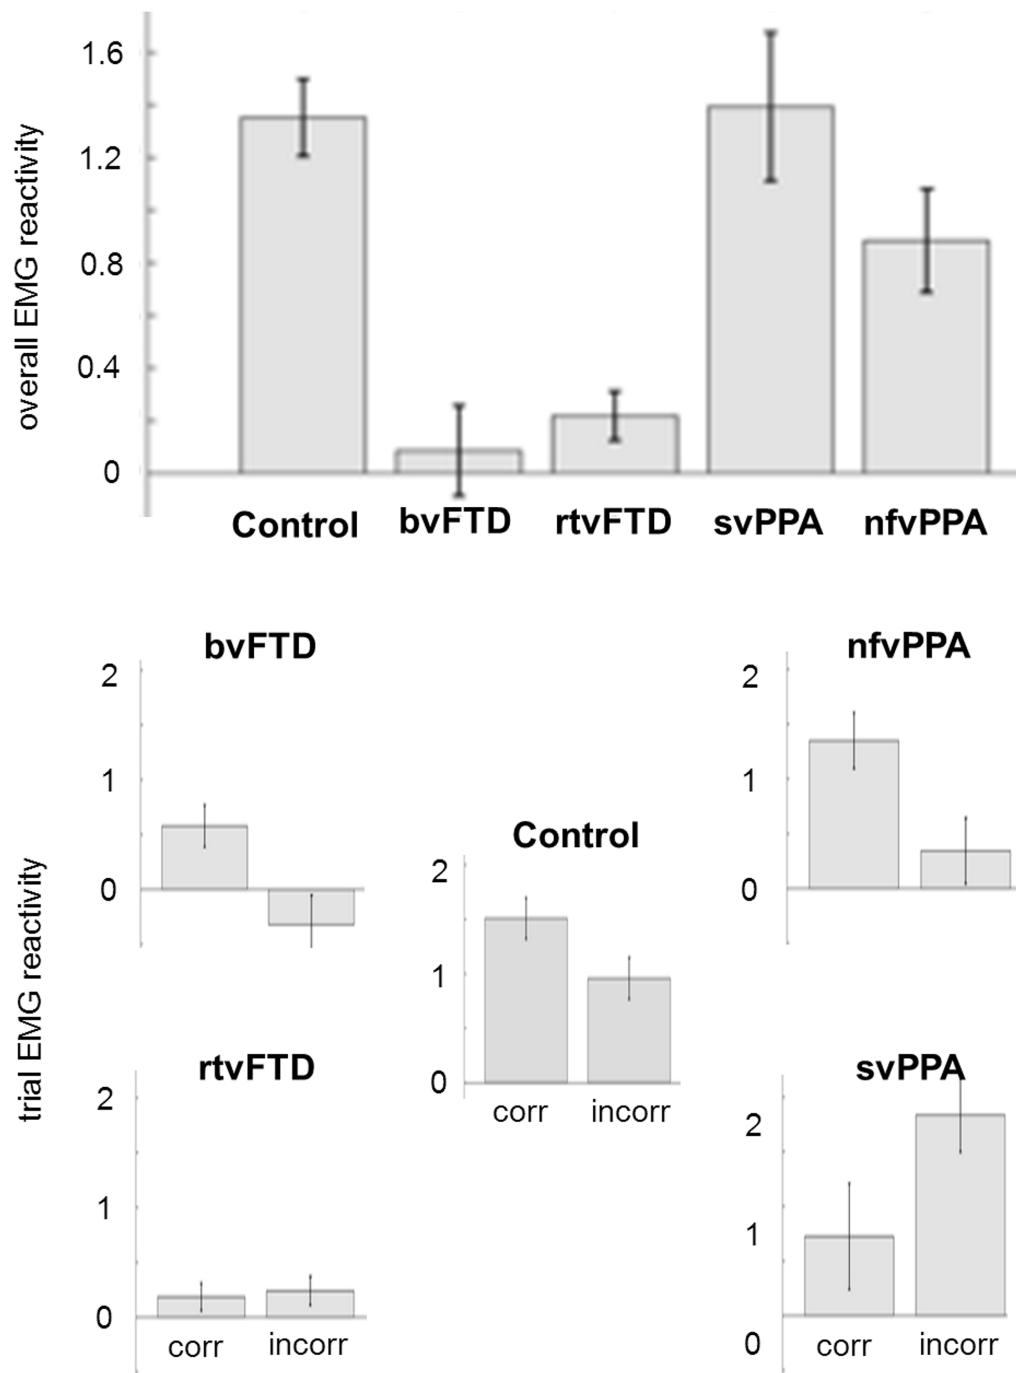 overall EMG reactivity
1.6
1.2
0.8
0.4
0
Control bvFTD rtvFTD svPPA nfvPPA
trial EMG reactivity
bvFTD
2
1
0
nfvPPA
2
1
0
Control
2
1
0
corr incorr
rtvFTD
2
1
0
corr incorr
svPPA
2
1
0
corr incorr